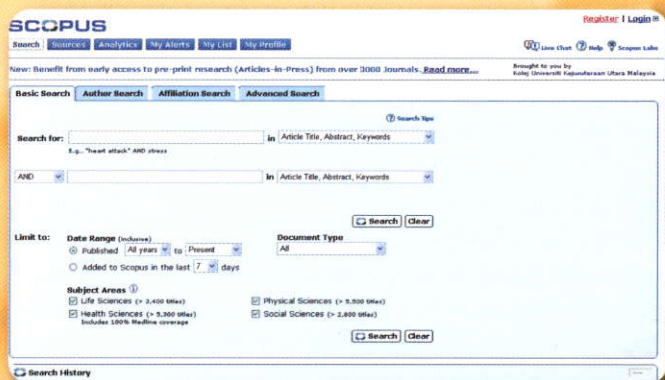 SCOPUS
Register | Login
Search Sources Analytics My Alerts My List My Profile
Live Chat Help Scopus Labs
New: Benefit from early access to pre-print research (Articles-in-Press) from over 3000 Journals. Read more...
Brought to you by
Kolej Universiti Kejuruteraan Utara Malaysia
Basic Search Author Search Affiliation Search Advanced Search
Search Tips
Search for: in Article Title, Abstract, Keywords
E.g., "heart attack" AND stress
AND in Article Title, Abstract, Keywords
Search Clear
Limit to: Date Range (inclusive) Document Type
Published All years to Present All
Added to Scopus in the last 7 days
Subject Areas
Life Sciences (> 3,400 titles) Physical Sciences (> 5,500 titles)
Health Sciences (> 5,300 titles) Social Sciences (> 2,800 titles)
Includes 100% Medline coverage
Search Clear
Search History